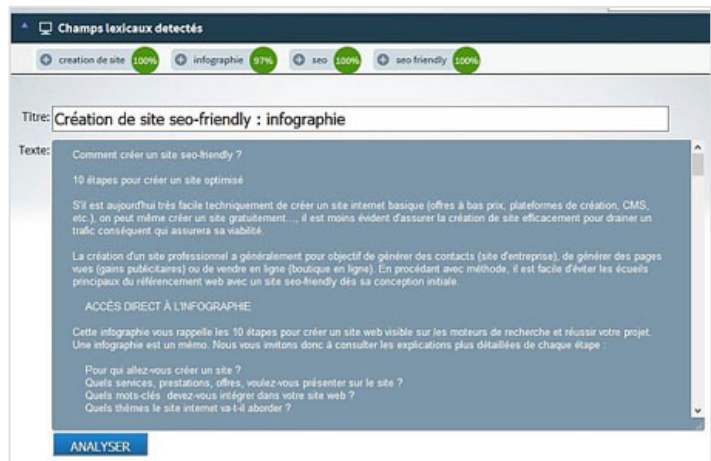 Champs lexicaux detectés
creation de site 100% infographie 97% seo 100% seo friendly 100%
Titre: Création de site seo-friendly : infographie
Texte: Comment créer un site seo-friendly ?
10 étapes pour créer un site optimisé
S'il est aujourd'hui très facile techniquement de créer un site internet basique (offres à bas prix, plateformes de création, CMS,
etc.), on peut même créer un site gratuitement..., il est moins évident d'assurer la création de site efficacement pour drainer un
trafic conséquent qui assurera sa viabilité.
La création d'un site professionnel a généralement pour objectif de générer des contacts (site d'entreprise), de générer des pages
vues (gains publicitaires) ou de vendre en ligne (boutique en ligne). En procédant avec méthode, il est facile d'éviter les écueils
principaux du référencement web avec un site seo-friendly dès sa conception initiale.
ACCÈS DIRECT À L'INFOGRAPHIE
Cette infographie vous rappelle les 10 étapes pour créer un site web visible sur les moteurs de recherche et réussir votre projet.
Une infographie est un mémo. Nous vous invitons donc à consulter les explications plus détaillées de chaque étape :
Pour qui allez-vous créer un site ?
Quels services, prestations, offres, voulez-vous présenter sur le site ?
Quels mots-clés devez-vous intégrer dans votre site web ?
Quels thèmes le site internet va-t-il aborder ?
ANALYSER